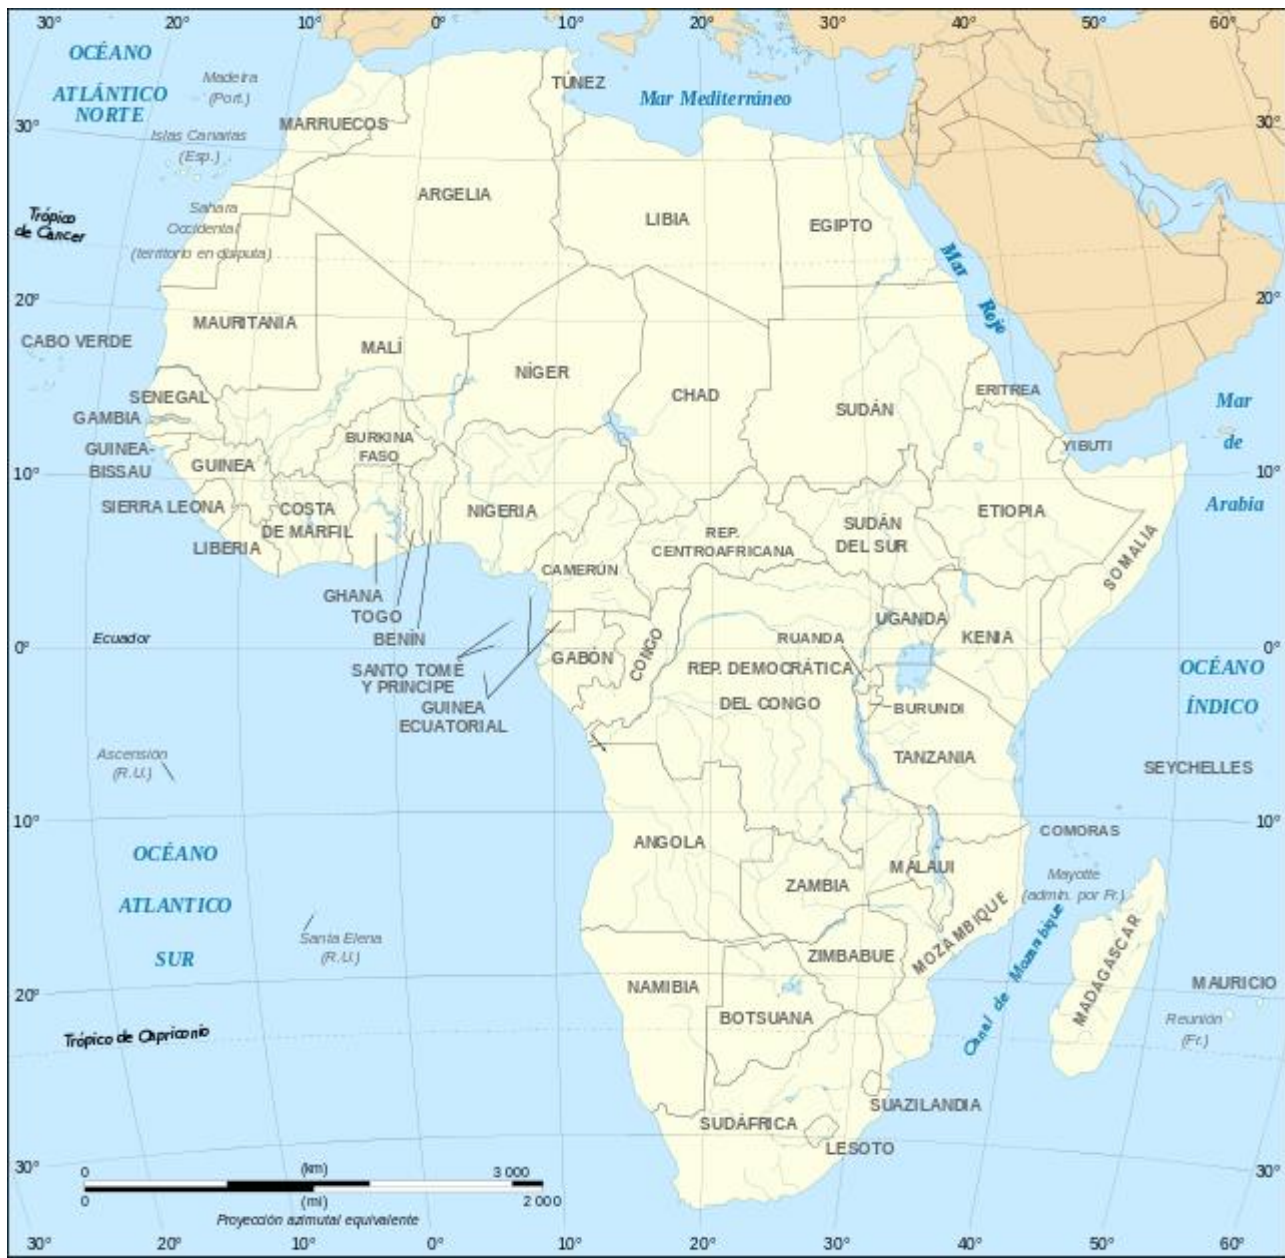 30°
20°
10°
0°
10°
20°
30°
40°
50°
60°
OCÉANO
ATLÁNTICO
NORTE
Madeira
(Port.)
TÚNEZ
Mar Mediterráneo
30°
MARRUECOS
30°
Islas Canarias
(Esp.)
ARGELIA
LIBIA
EGIPTO
Trópico
de Cancer
Sahara
Occidental
(territorio en disputa)
Mar
Rojo
20°
20°
MAURITANIA
CABO VERDE
MALÍ
NÍGER
CHAD
SUDÁN
ERITREA
SENEGAL
GAMBIA
Mar
de
Arabia
GUINEA-
BISSAU
GUINEA
BURKINA
FASO
YIBUTI
10°
10°
SIERRA LEONA
COSTA
DE MARFIL
NIGERIA
ETIOPIA
LIBERIA
REP.
CENTROAFRICANA
SUDÁN
DEL SUR
SOMALIA
CAMERÚN
GHANA
TOGO
BENÍN
UGANDA
KENIA
Ecuador
0°
0°
RUANDA
GABÓN
CONGO
SANTO TOMÉ
Y PRINCIPE
REP. DEMOCRÁTICA
DEL CONGO
OCÉANO
ÍNDICO
GUINEA
ECUATORIAL
BURUNDI
Ascensión
(R.U.)
TANZANIA
SEYCHELLES
10°
10°
ANGOLA
COMORAS
OCÉANO
ATLANTICO
SUR
MALAUI
ZAMBIA
Mayotte
(admin. por Fr.)
MOZAMBIQUE
Canal de Mozambique
MADAGASCAR
Santa Elena
(R.U.)
ZIMBABUE
NAMIBIA
MAURICIO
20°
20°
BOTSUANA
Reunión
(Fr.)
Trópico de Capricornio
SUAZILANDIA
SUDÁFRICA
LESOTO
30°
30°
0
(km)
3 000
0
(mi)
2 000
Proyección azimutal equivalente
30°
20°
10°
0°
10°
20°
30°
40°
50°
60°